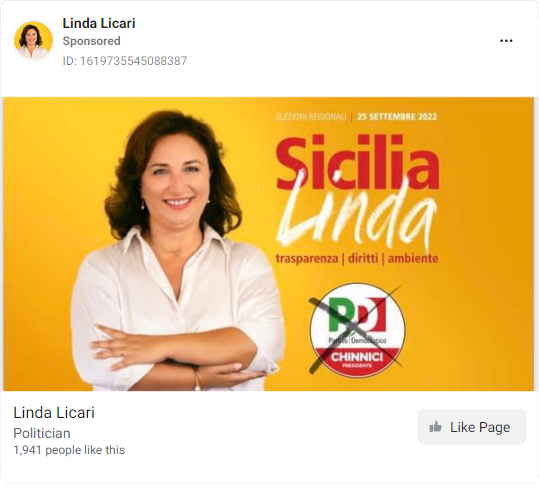 Linda Licari
Sponsored
ID: 1619735545088387
ELEZIONI REGIONALI | 25 SETTEMBRE 2022
Sicilia
Linda
trasparenza | diritti | ambiente
PD
Partito Democratico
CHINNICI
PRESIDENTE
Linda Licari
Politician
1,941 people like this
Like Page